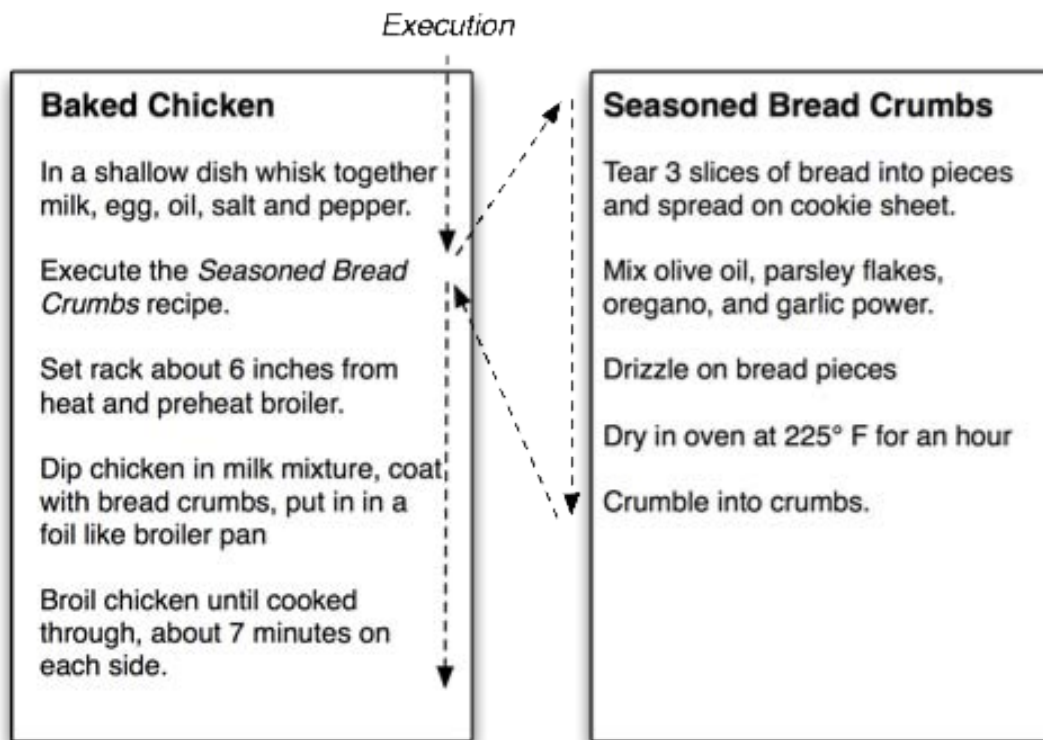 Execution
Baked Chicken
In a shallow dish whisk together
milk, egg, oil, salt and pepper.
Execute the Seasoned Bread
Crumbs recipe.
Set rack about 6 inches from
heat and preheat broiler.
Dip chicken in milk mixture, coat
with bread crumbs, put in in a
foil like broiler pan
Broil chicken until cooked
through, about 7 minutes on
each side.
Seasoned Bread Crumbs
Tear 3 slices of bread into pieces
and spread on cookie sheet.
Mix olive oil, parsley flakes,
oregano, and garlic power.
Drizzle on bread pieces
Dry in oven at 225° F for an hour
Crumble into crumbs.